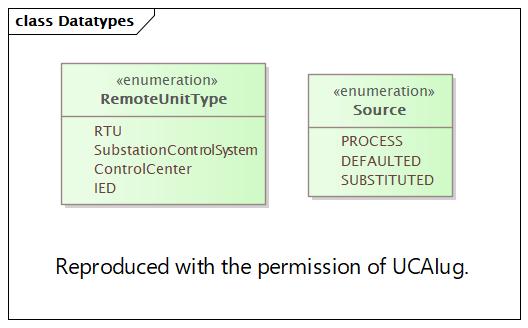 class Datatypes
«enumeration»
RemoteUnitType
RTU
SubstationControlSystem
ControlCenter
IED
«enumeration»
Source
PROCESS
DEFAULTED
SUBSTITUTED
Reproduced with the permission of UCAIug.